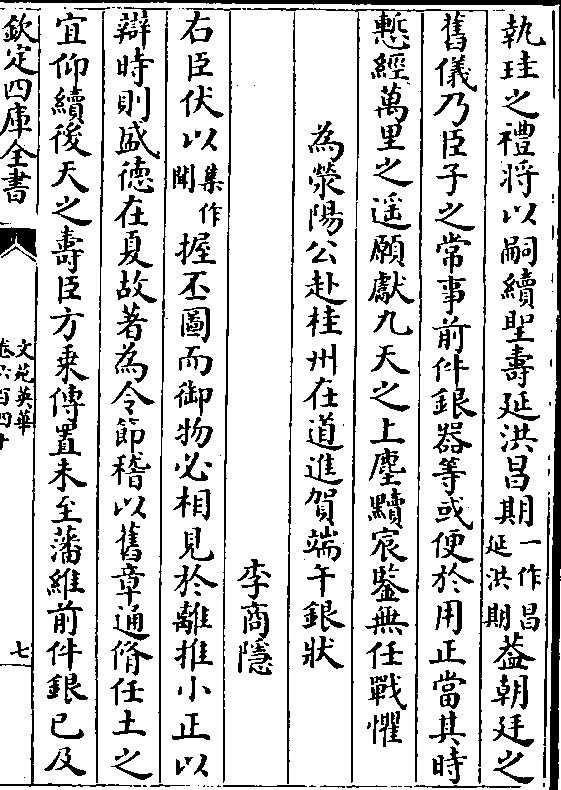 執珪之禮將以嗣續聖壽延洪昌期一作昌延洪期葢朝廷之
舊儀乃臣子之常事前件銀器等或便於用正當其時
慙經萬里之遥願獻九天之上塵黷宸鑒無任戰懼
為滎陽公赴桂州在道進賀端午銀狀
李商隱
右臣伏以集作聞握丕圖而御物必相見於離推小正以
辯時則盛德在夏故著為令節稽以舊章通脩任土之
宜仰續後天之壽臣方乗傳置未至藩維前件銀已及
欽定四庫全書
文苑英華
卷六百四十
七